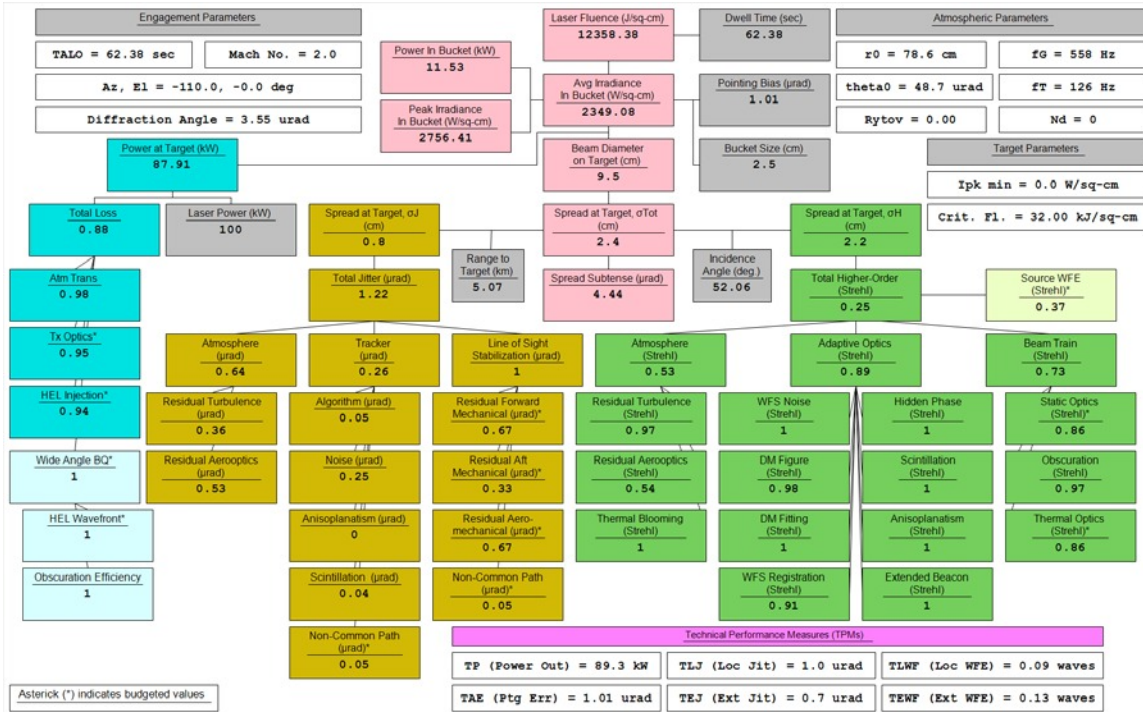 Engagement Parameters
TALO = 62.38 sec
Mach No. = 2.0
Az, El = -110.0, -0.0 deg
Diffraction Angle = 3.55 urad
Laser Fluence (J/sq-cm)
12358.38
Dwell Time (sec)
62.38
Power In Bucket (kW)
11.53
Peak Irradiance
In Bucket (W/sq-cm)
2756.41
Avg Irradiance
In Bucket (W/sq-cm)
2349.08
Pointing Bias (µrad)
1.01
Beam Diameter
on Target (cm)
9.5
Bucket Size (cm)
2.5
Atmospheric Parameters
r0 = 78.6 cm
fG = 558 Hz
theta0 = 48.7 urad
fT = 126 Hz
Rytov = 0.00
Nd = 0
Target Parameters
Ipk min = 0.0 W/sq-cm
Crit. Fl. = 32.00 kJ/sq-cm
Power at Target (kW)
87.91
Total Loss
0.88
Laser Power (kW)
100
Spread at Target, σJ
(cm)
0.8
Spread at Target, σTot
(cm)
2.4
Spread at Target, σH
(cm)
2.2
Range to
Target (km)
5.07
Incidence
Angle (deg.)
52.06
Total Jitter (µrad)
1.22
Spread Subtense (µrad)
4.44
Total Higher-Order
(Strehl)
0.25
Source WFE
(Strehl)*
0.37
Atm Trans
0.98
Tx Optics*
0.95
HEL Injection*
0.94
Wide Angle BQ*
1
HEL Wavefront*
1
Obscuration Efficiency
1
Atmosphere
(µrad)
0.64
Residual Turbulence
(µrad)
0.36
Residual Aerooptics
(µrad)
0.53
Tracker
(µrad)
0.26
Algorithm (µrad)
0.05
Noise (µrad)
0.25
Anisoplanatism (µrad)
0
Scintillation (µrad)
0.04
Non-Common Path
(µrad)*
0.05
Line of Sight
Stabilization (µrad)
1
Residual Forward
Mechanical (µrad)*
0.67
Residual Aft
Mechanical (µrad)*
0.33
Residual Aero-
mechanical (µrad)*
0.67
Non-Common Path
(µrad)*
0.05
Atmosphere
(Strehl)
0.53
Residual Turbulence
(Strehl)
0.97
Residual Aerooptics
(Strehl)
0.54
Thermal Blooming
(Strehl)
1
Adaptive Optics
(Strehl)
0.89
WFS Noise
(Strehl)
1
DM Figure
(Strehl)
0.98
DM Fitting
(Strehl)
1
WFS Registration
(Strehl)
0.91
Hidden Phase
(Strehl)
1
Scintillation
(Strehl)
1
Anisoplanatism
(Strehl)
1
Extended Beacon
(Strehl)
1
Beam Train
(Strehl)
0.73
Static Optics
(Strehl)*
0.86
Obscuration
(Strehl)
0.97
Thermal Optics
(Strehl)*
0.86
Technical Performance Measures (TPMs)
TP (Power Out) = 89.3 kW
TLJ (Loc Jit) = 1.0 urad
TLWF (Loc WFE) = 0.09 waves
TAE (Ptg Err) = 1.01 urad
TEJ (Ext Jit) = 0.7 urad
TEWF (Ext WFE) = 0.13 waves
Asterick (*) indicates budgeted values